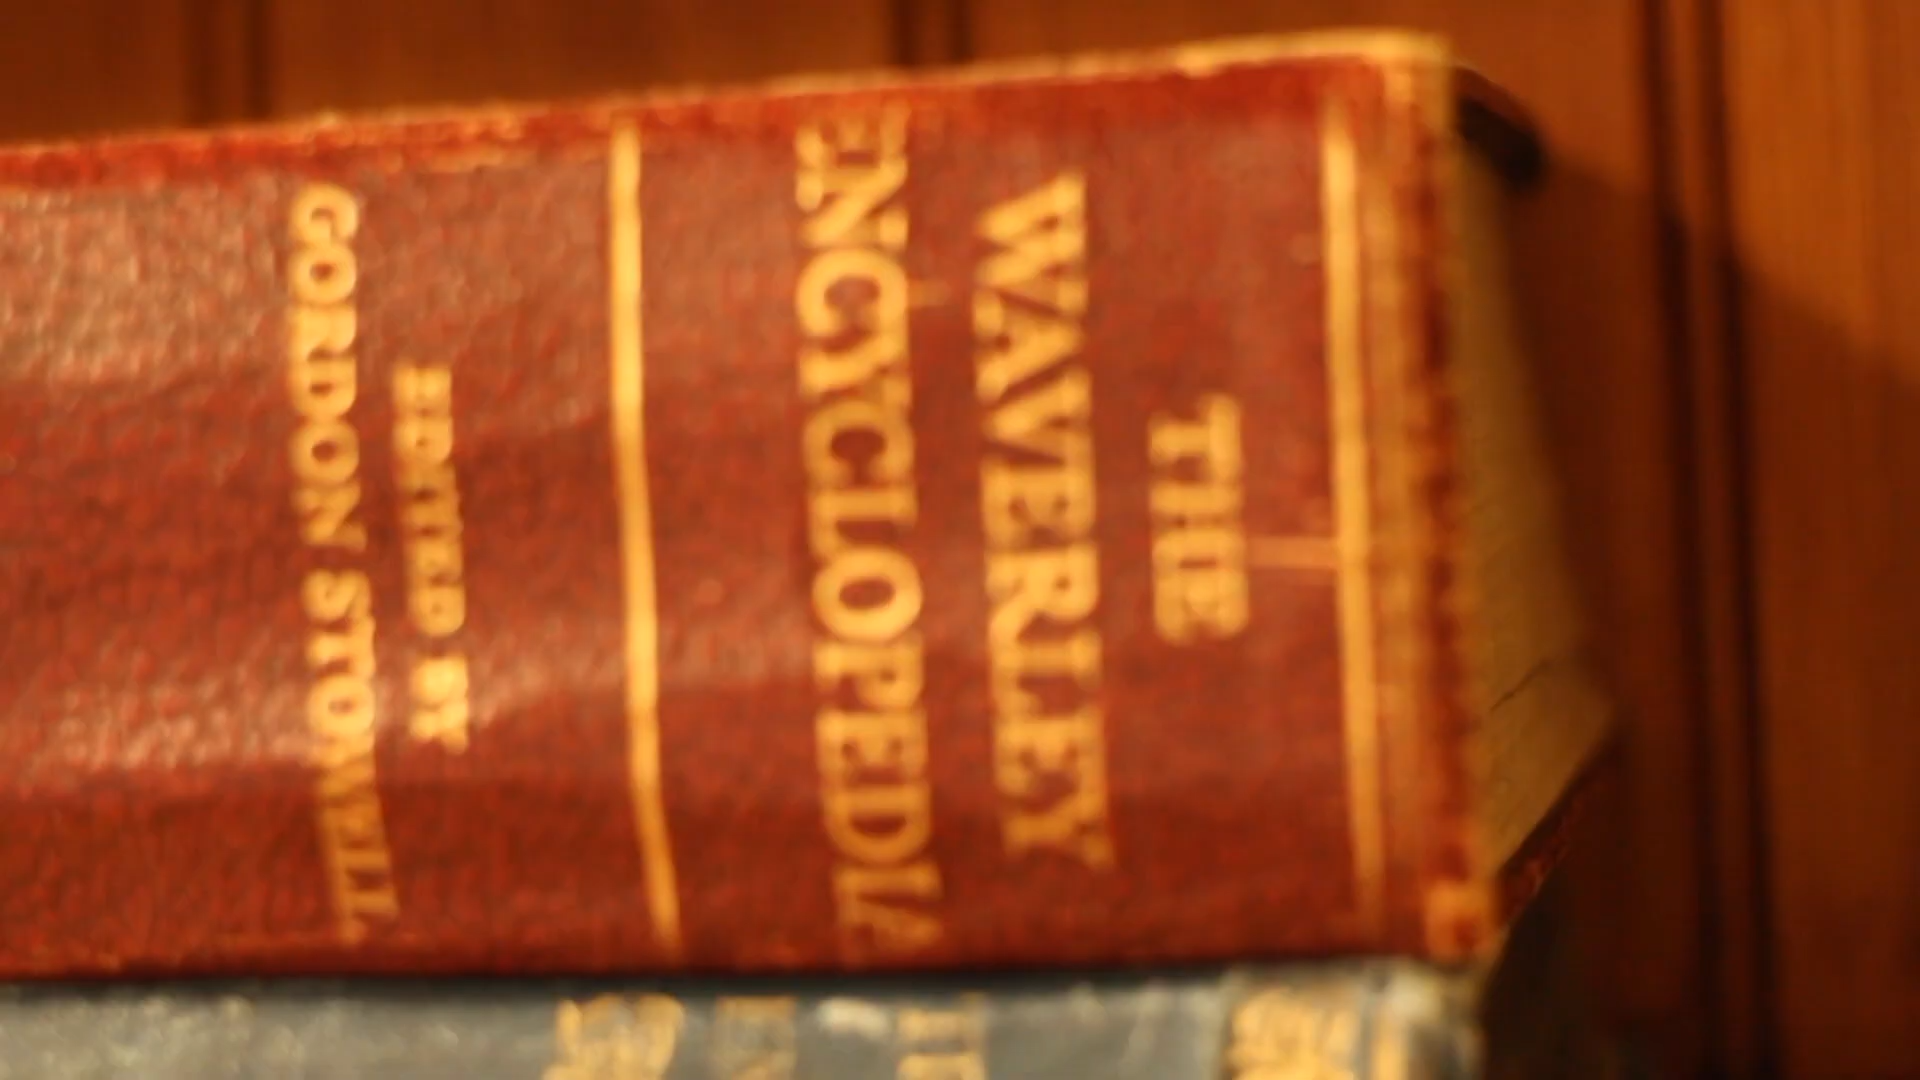 THE
WAVERLEY
ENCYCLOPEDIA
EDITED BY
GORDON STOWELL